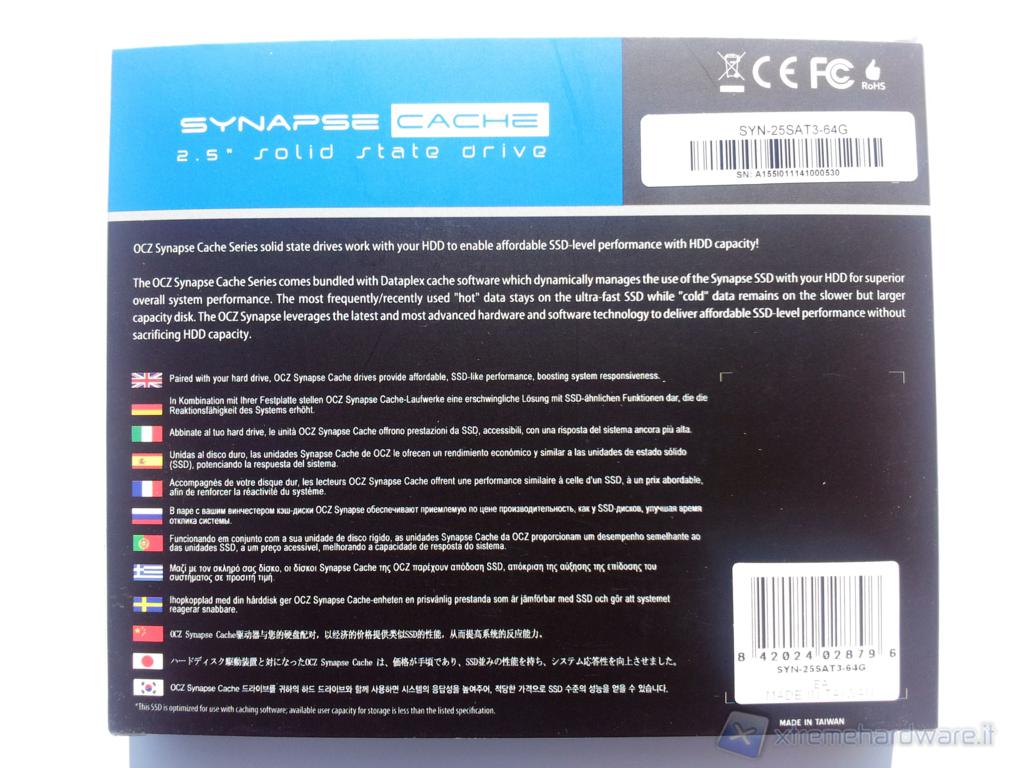 SYNAPSE CACHE
2.5" solid state drive
CE FC RoHS
SYN-25SAT3-64G
SN: A155I011141000530
OCZ Synapse Cache Series solid state drives work with your HDD to enable affordable SSD-level performance with HDD capacity!
The OCZ Synapse Cache Series comes bundled with Dataplex cache software which dynamically manages the use of the Synapse SSD with your HDD for superior
overall system performance. The most frequently/recently used "hot" data stays on the ultra-fast SSD while "cold" data remains on the slower but larger
capacity disk. The OCZ Synapse leverages the latest and most advanced hardware and software technology to deliver affordable SSD-level performance without
sacrificing HDD capacity.
Paired with your hard drive, OCZ Synapse Cache drives provide affordable, SSD-like performance, boosting system responsiveness.
In Kombination mit Ihrer Festplatte stellen OCZ Synapse Cache-Laufwerke eine erschwingliche Lösung mit SSD-ähnlichen Funktionen dar, die die
Reaktionsfähigkeit des Systems erhöht.
Abbinate al tuo hard drive, le unità OCZ Synapse Cache offrono prestazioni da SSD, accessibili, con una risposta del sistema ancora più alta.
Unidas al disco duro, las unidades Synapse Cache de OCZ le ofrecen un rendimiento económico y similar a las unidades de estado sólido
(SSD), potenciando la respuesta del sistema.
Accompagnés de votre disque dur, les lecteurs OCZ Synapse Cache offrent une performance similaire à celle d'un SSD, à un prix abordable,
afin de renforcer la réactivité du système.
В паре с вашим винчестером кэш-диски OCZ Synapse обеспечивают приемлемую по цене производительность, как у SSD-дисков, улучшая время
отклика системы.
Funcionando em conjunto com a sua unidade de disco rígido, as unidades Synapse Cache da OCZ proporcionam um desempenho semelhante ao
das unidades SSD, a um preço acessível, melhorando a capacidade de resposta do sistema.
Μαζί με τον σκληρό σας δίσκο, οι δίσκοι Synapse Cache της OCZ παρέχουν απόδοση SSD, απόκριση της αύξησης της επίδοσης του
συστήματος σε προσιτή τιμή.
Ihopkopplad med din hårddisk ger OCZ Synapse Cache-enheten en prisvänlig prestanda som är jämförbar med SSD och gör att systemet
reagerar snabbare.
OCZ Synapse Cache驱动器与您的硬盘配对，以经济的价格提供类似SSD的性能，从而提高系统的反应能力。
ハードディスク駆動装置と対になったOCZ Synapse Cache は、価格が手頃であり、SSD並みの性能を持ち、システム応答性を向上させました。
OCZ Synapse Cache 드라이브를 귀하의 하드 드라이브와 함께 사용하면 시스템의 응답성을 높여주어, 적당한 가격으로 SSD 수준의 성능을 얻을 수 있습니다.
*This SSD is optimized for use with caching software; available user capacity for storage is less than the listed specification.
8 42024 02879 6
SYN-25SAT3-64G
EA
MADE IN TAIWAN
MADE IN TAIWAN
xtremehardware.it